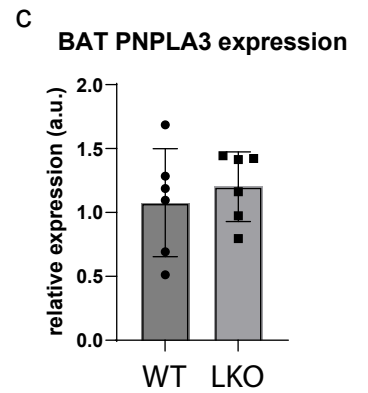 C
BAT PNPLA3 expression
relative expression (a.u.)
2.0
1.5
1.0
0.5
0.0
WT LKO